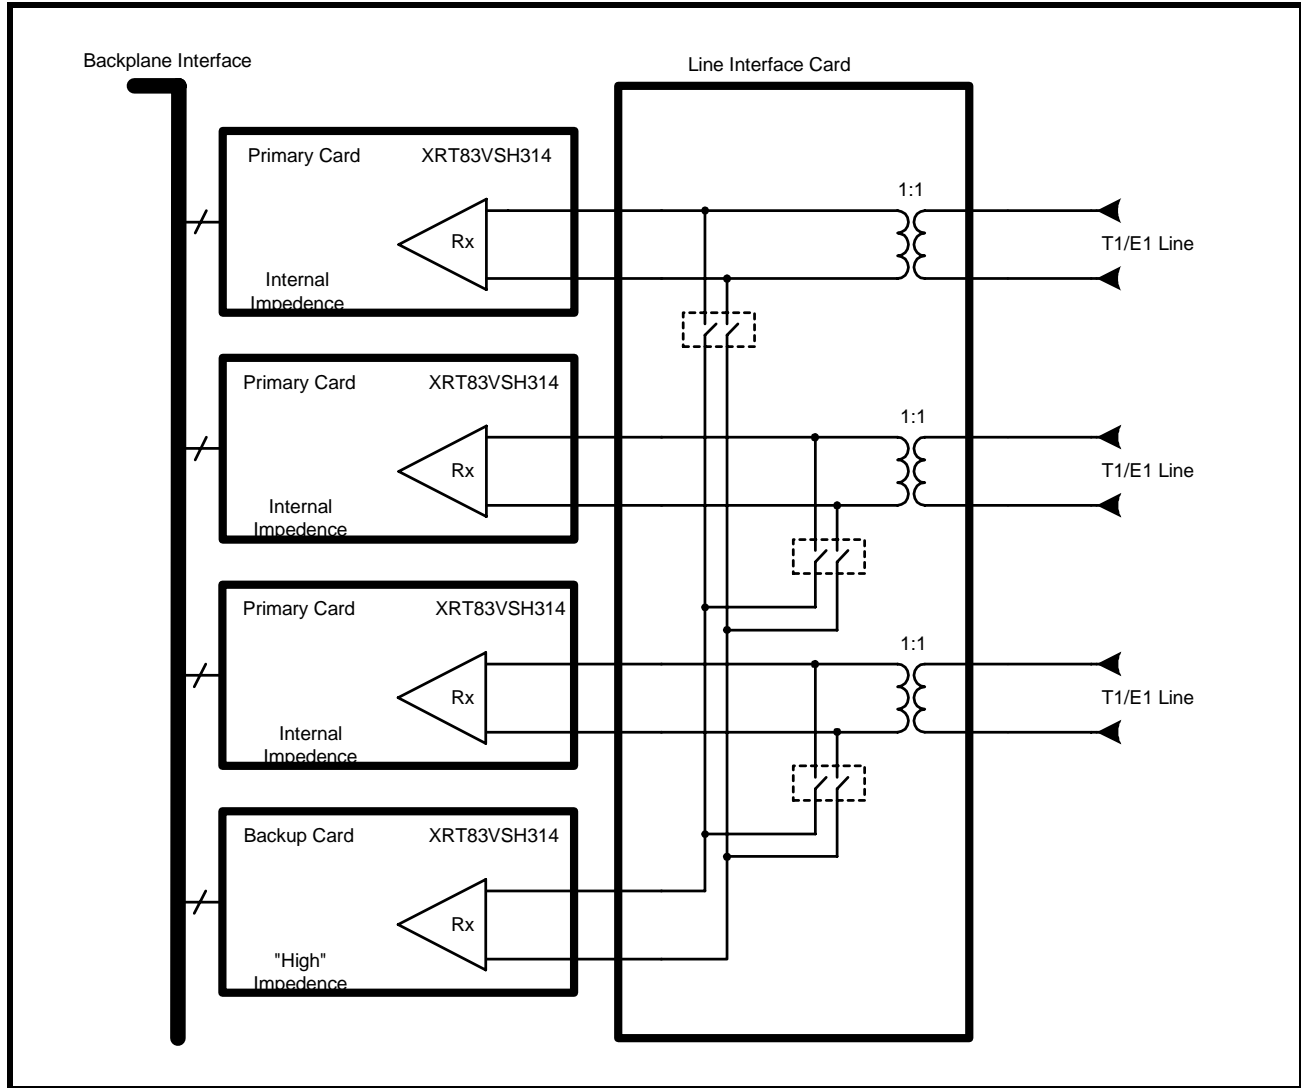 Backplane Interface
Line Interface Card
Primary Card XRT83VSH314
Rx
Internal
Impedence
1:1
T1/E1 Line
Primary Card XRT83VSH314
Rx
Internal
Impedence
1:1
T1/E1 Line
Primary Card XRT83VSH314
Rx
Internal
Impedence
1:1
T1/E1 Line
Backup Card XRT83VSH314
Rx
"High"
Impedence